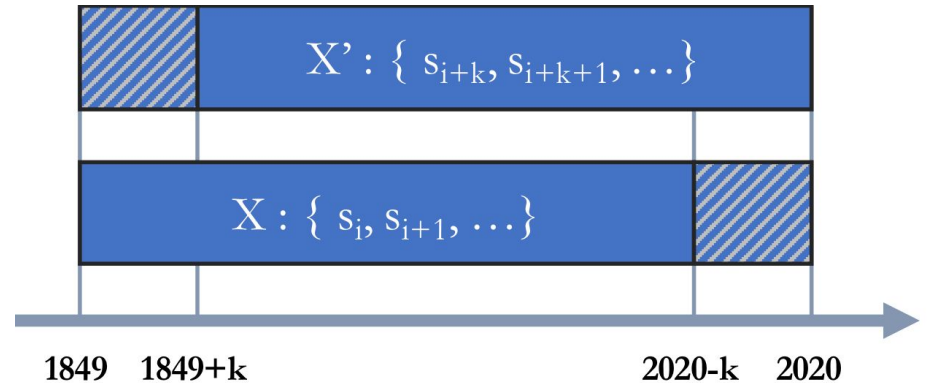 X’ : { s_{i+k}, s_{i+k+1}, …}
X : { s_i, s_{i+1}, …}
1849 1849+k 2020-k 2020